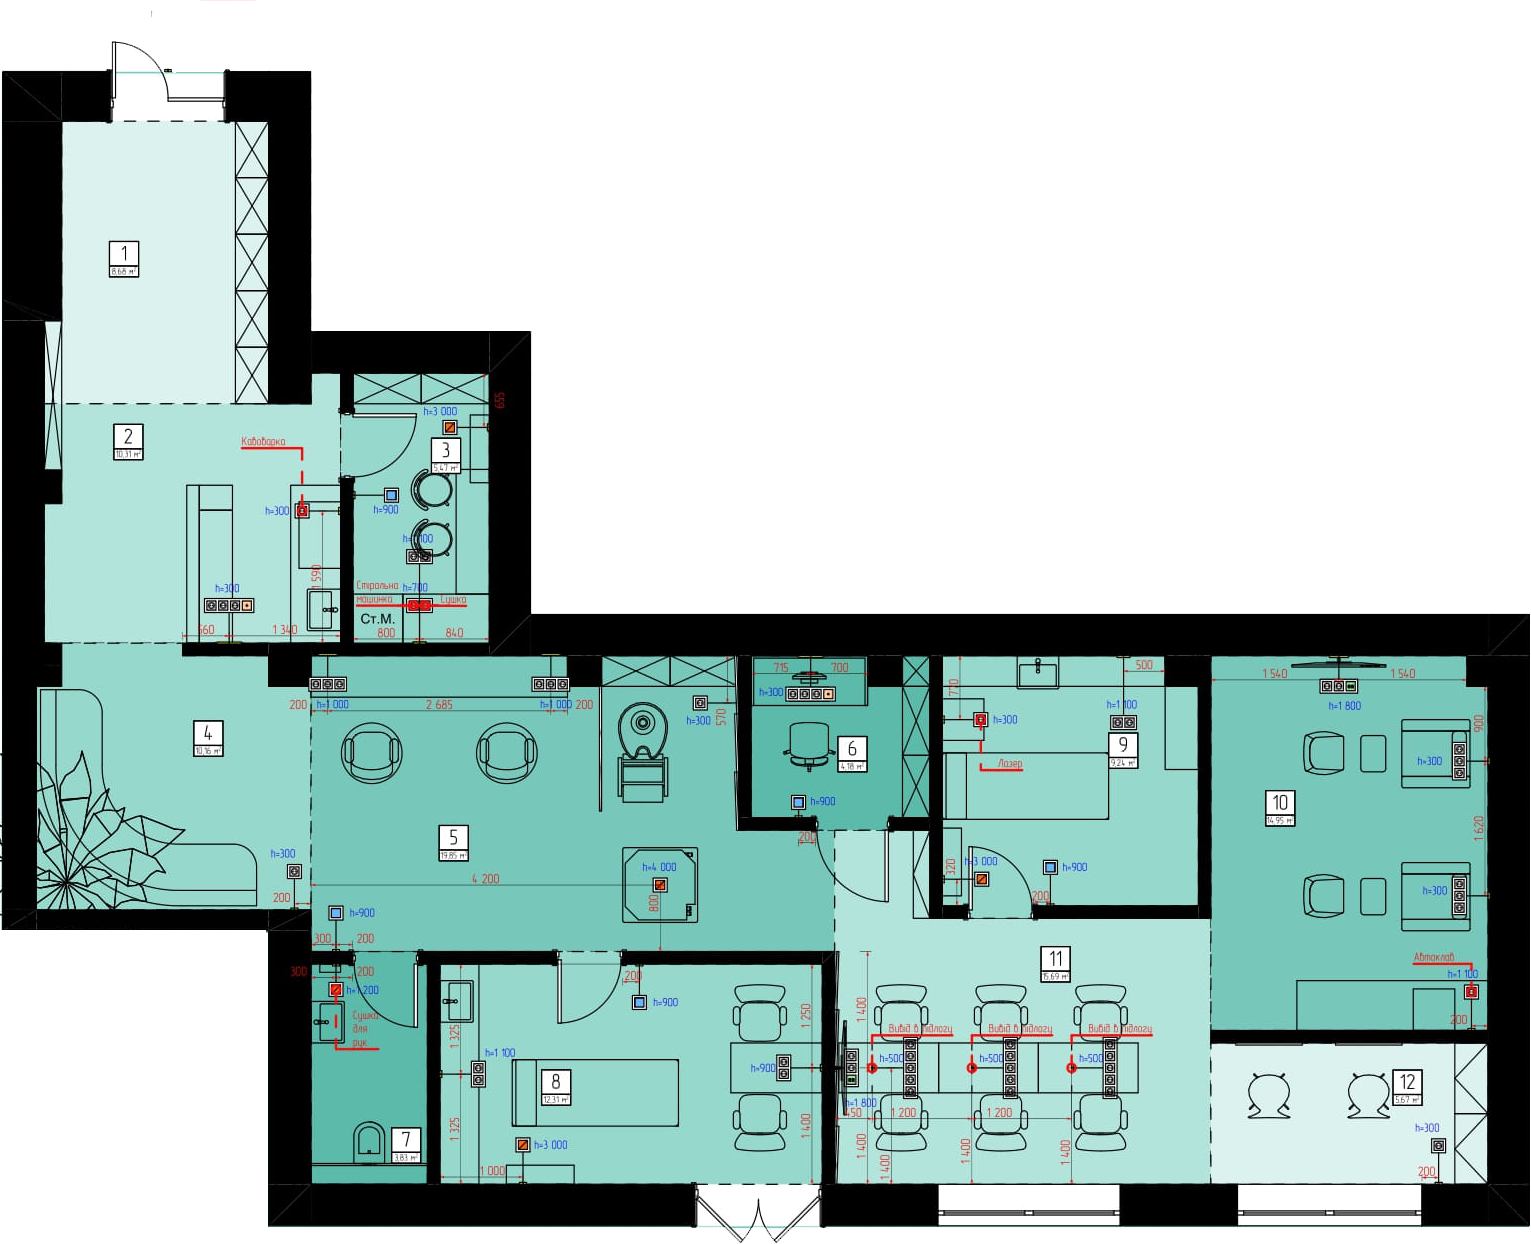 1
8,68 м²
2
10,31 м²
Кавоварка
h=300
1 590
h=300
560
1 340
h=3 000
655
3
5,47 м²
h=900
h=1 100
Стіральна
машинка
h=700
Сушка
Ст.М.
800
840
4
10,16 м²
h=300
200
200
h=1 000
2 685
h=1 000
200
h=300
570
5
19,85 м²
4 200
h=4 000
800
h=900
300
200
715
700
h=300
6
4,18 м²
h=900
200
710
h=300
Лазер
500
h=1 100
9
9,24 м²
320
h=3 000
h=900
200
1 540
1 540
h=1 800
900
h=300
10
14,95 м²
1 620
h=300
Автоклав
h=1 100
200
300
200
h=1 200
Сушка
для
рук
7
3,83 м²
200
h=900
1 325
h=1 100
8
12,31 м²
1 250
h=900
1 325
h=3 000
1 000
1 400
11
15,69 м²
1 400
Вивід в підлогу
Вивід в підлогу
Вивід в підлогу
h=500
h=500
h=500
h=1 800
450
1 200
1 200
1 400
1 400
1 400
1 400
12
5,67 м²
h=300
200